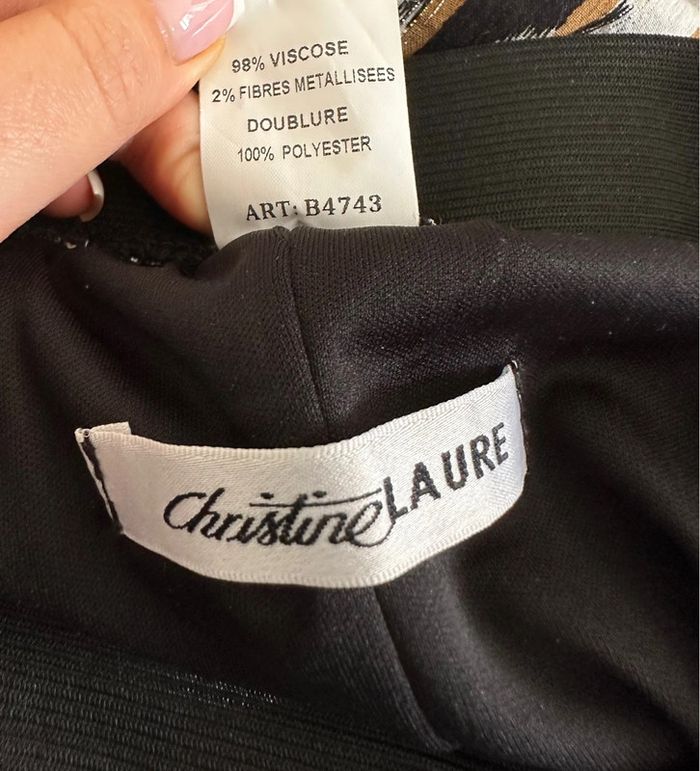 98% VISCOSE
2% FIBRES METALLISEES
DOUBLURE
100% POLYESTER
ART: B4743
Christine LAURE